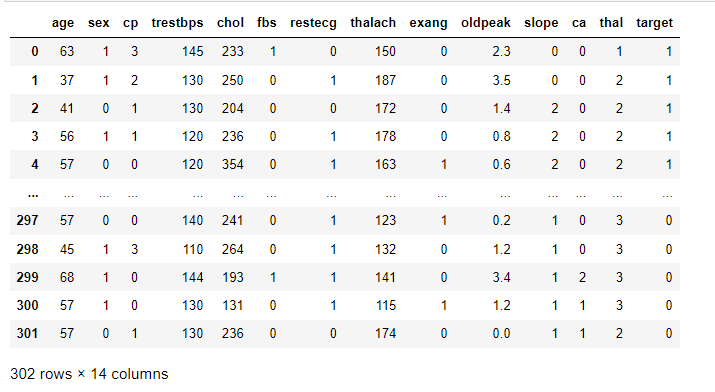 age sex cp trestbps chol fbs restecg thalach exang oldpeak slope ca thal target
0 63 1 3 145 233 1 0 150 0 2.3 0 0 1 1
1 37 1 2 130 250 0 1 187 0 3.5 0 0 2 1
2 41 0 1 130 204 0 0 172 0 1.4 2 0 2 1
3 56 1 1 120 236 0 1 178 0 0.8 2 0 2 1
4 57 0 0 120 354 0 1 163 1 0.6 2 0 2 1
... ... ... ... ... ... ... ... ... ... ... ... ... ... ...
297 57 0 0 140 241 0 1 123 1 0.2 1 0 3 0
298 45 1 3 110 264 0 1 132 0 1.2 1 0 3 0
299 68 1 0 144 193 1 1 141 0 3.4 1 2 3 0
300 57 1 0 130 131 0 1 115 1 1.2 1 1 3 0
301 57 0 1 130 236 0 0 174 0 0.0 1 1 2 0
302 rows × 14 columns